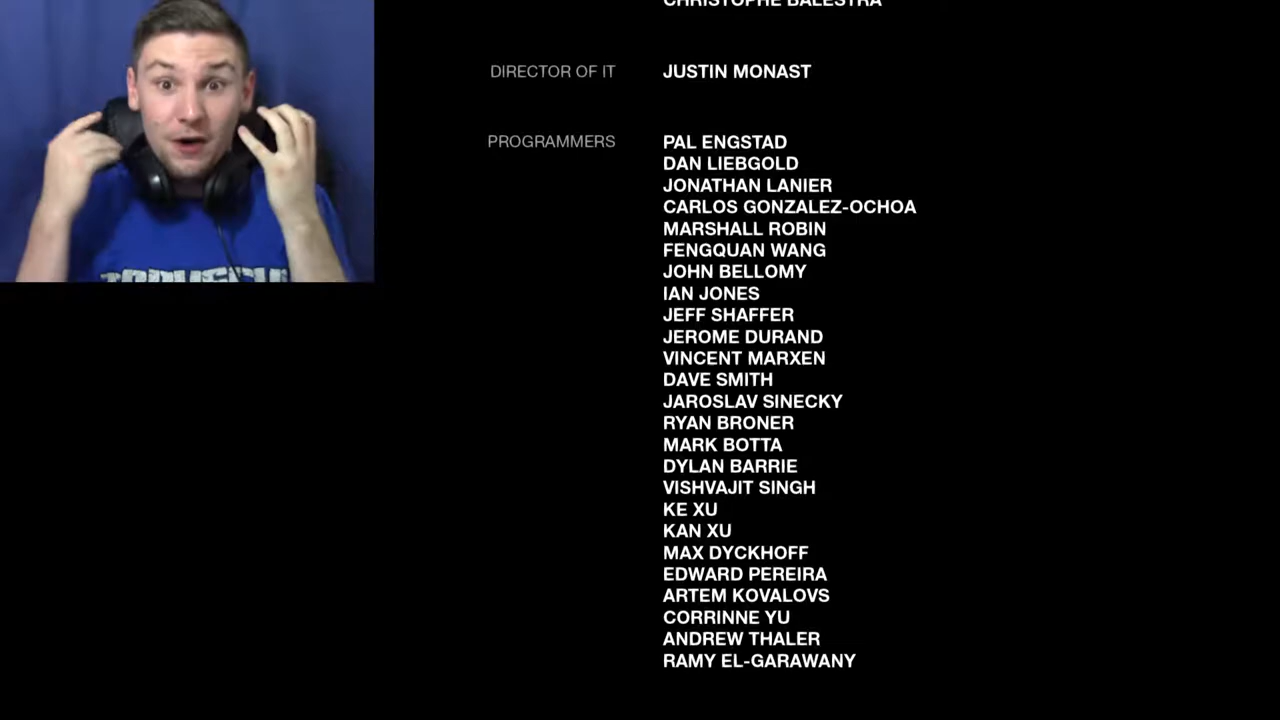 CHRISTOPHE BALESTRA
DIRECTOR OF IT JUSTIN MONAST
PROGRAMMERS PAL ENGSTAD
DAN LIEBGOLD
JONATHAN LANIER
CARLOS GONZALEZ-OCHOA
MARSHALL ROBIN
FENGQUAN WANG
JOHN BELLOMY
IAN JONES
JEFF SHAFFER
JEROME DURAND
VINCENT MARXEN
DAVE SMITH
JAROSLAV SINECKY
RYAN BRONER
MARK BOTTA
DYLAN BARRIE
VISHVAJIT SINGH
KE XU
KAN XU
MAX DYCKHOFF
EDWARD PEREIRA
ARTEM KOVALOVS
CORRINNE YU
ANDREW THALER
RAMY EL-GARAWANY